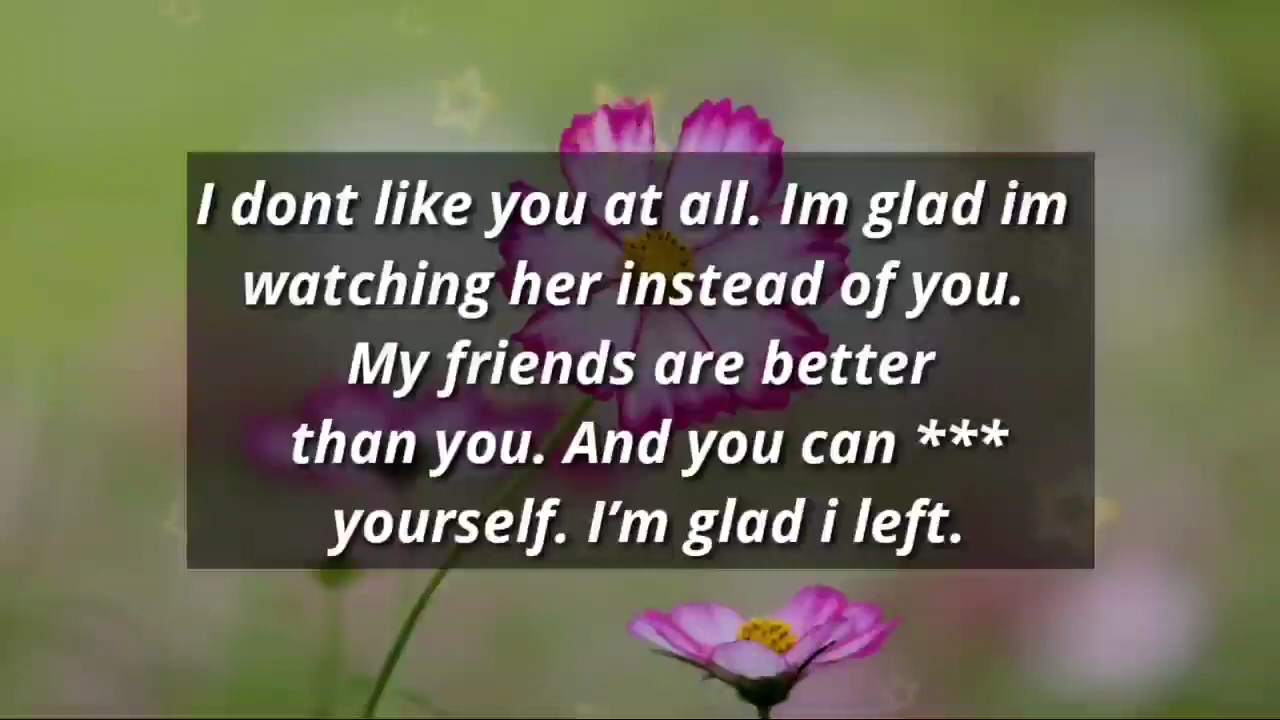 I dont like you at all. Im glad im
watching her instead of you.
My friends are better
than you. And you can ***
yourself. I’m glad i left.